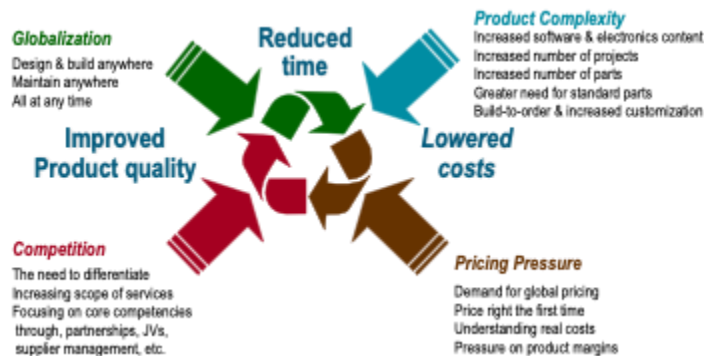 Globalization
Design & build anywhere
Maintain anywhere
All at any time
Reduced
time
Product Complexity
Increased software & electronics content
Increased number of projects
Increased number of parts
Greater need for standard parts
Build-to-order & increased customization
Improved
Product quality
Lowered
costs
Competition
The need to differentiate
Increasing scope of services
Focusing on core competencies
through, partnerships, JVs,
supplier management, etc.
Pricing Pressure
Demand for global pricing
Price right the first time
Understanding real costs
Pressure on product margins